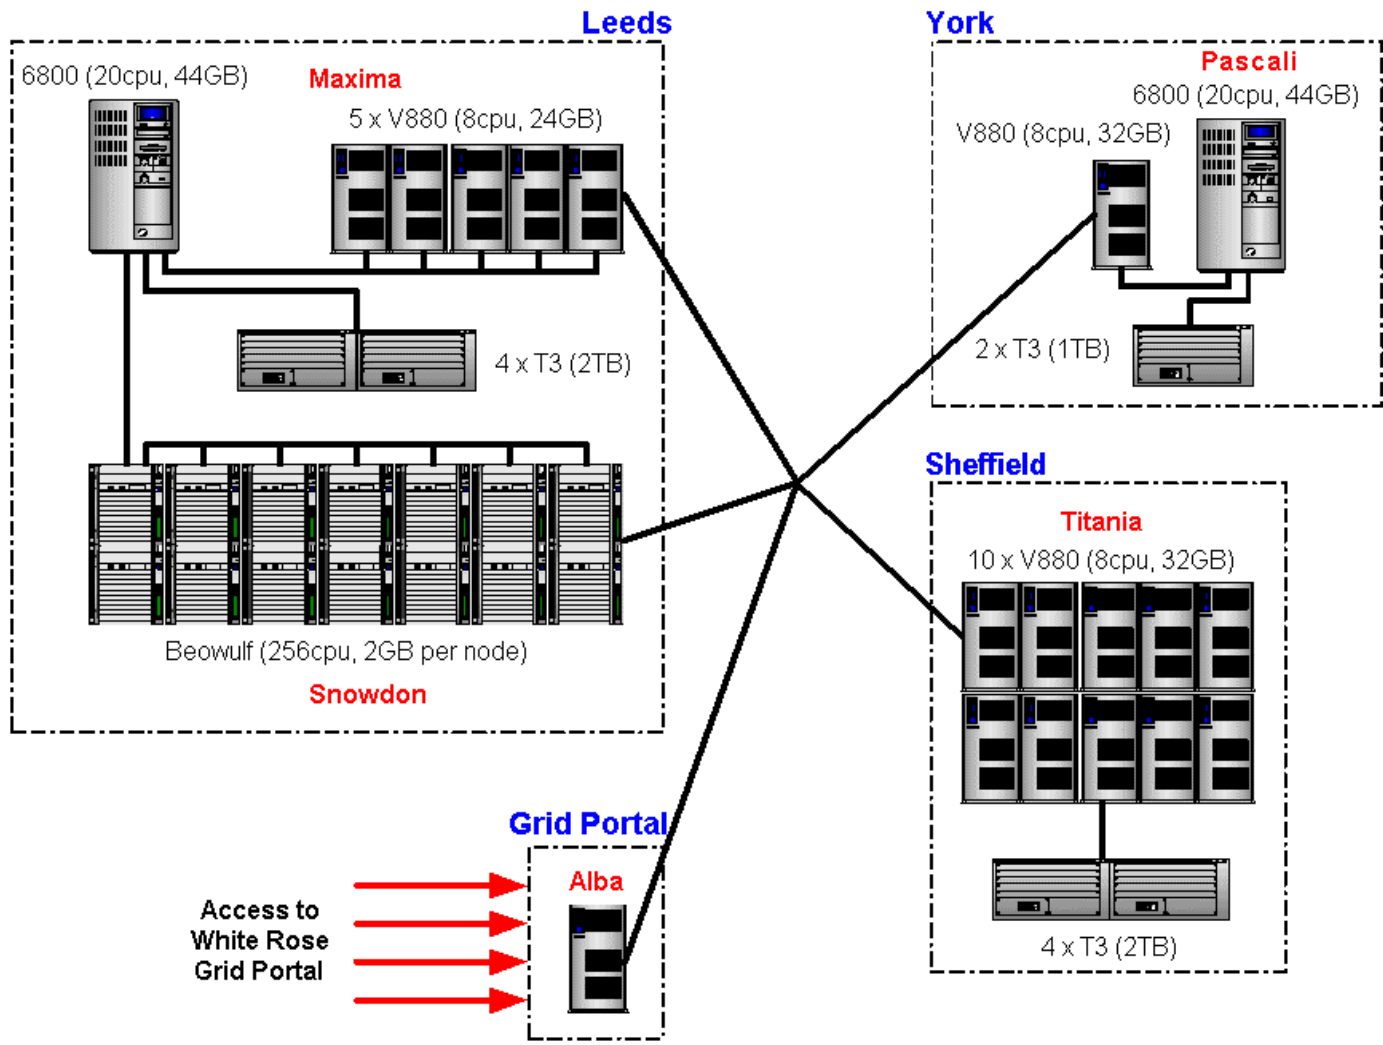 Leeds
6800 (20cpu, 44GB)
Maxima
5 x V880 (8cpu, 24GB)
4 x T3 (2TB)
Beowulf (256cpu, 2GB per node)
Snowdon
York
Pascali
6800 (20cpu, 44GB)
V880 (8cpu, 32GB)
2 x T3 (1TB)
Sheffield
Titania
10 x V880 (8cpu, 32GB)
4 x T3 (2TB)
Grid Portal
Alba
Access to
White Rose
Grid Portal